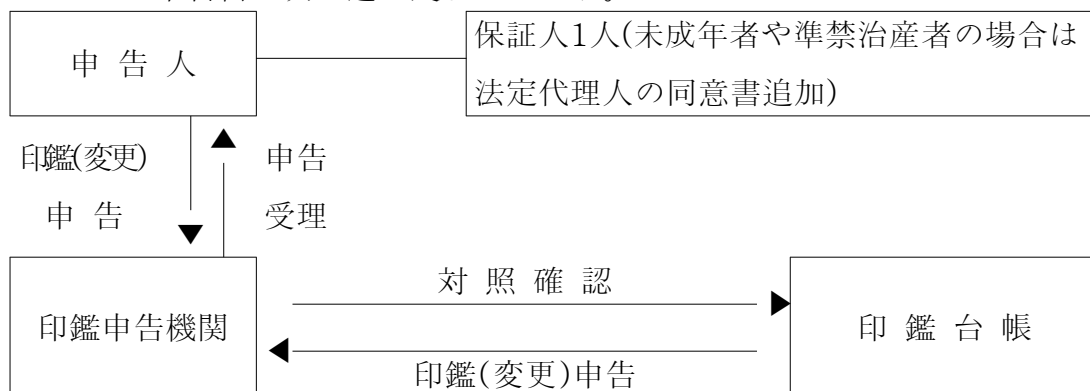 保証人1人(未成年者や準禁治産者の場合は
申 告 人
法定代理人の同意書追加)
印鑑(変更)
申告
申 告
受理
対 照 確 認
印鑑申告機関
印 鑑 台 帳
印鑑(変更)申告